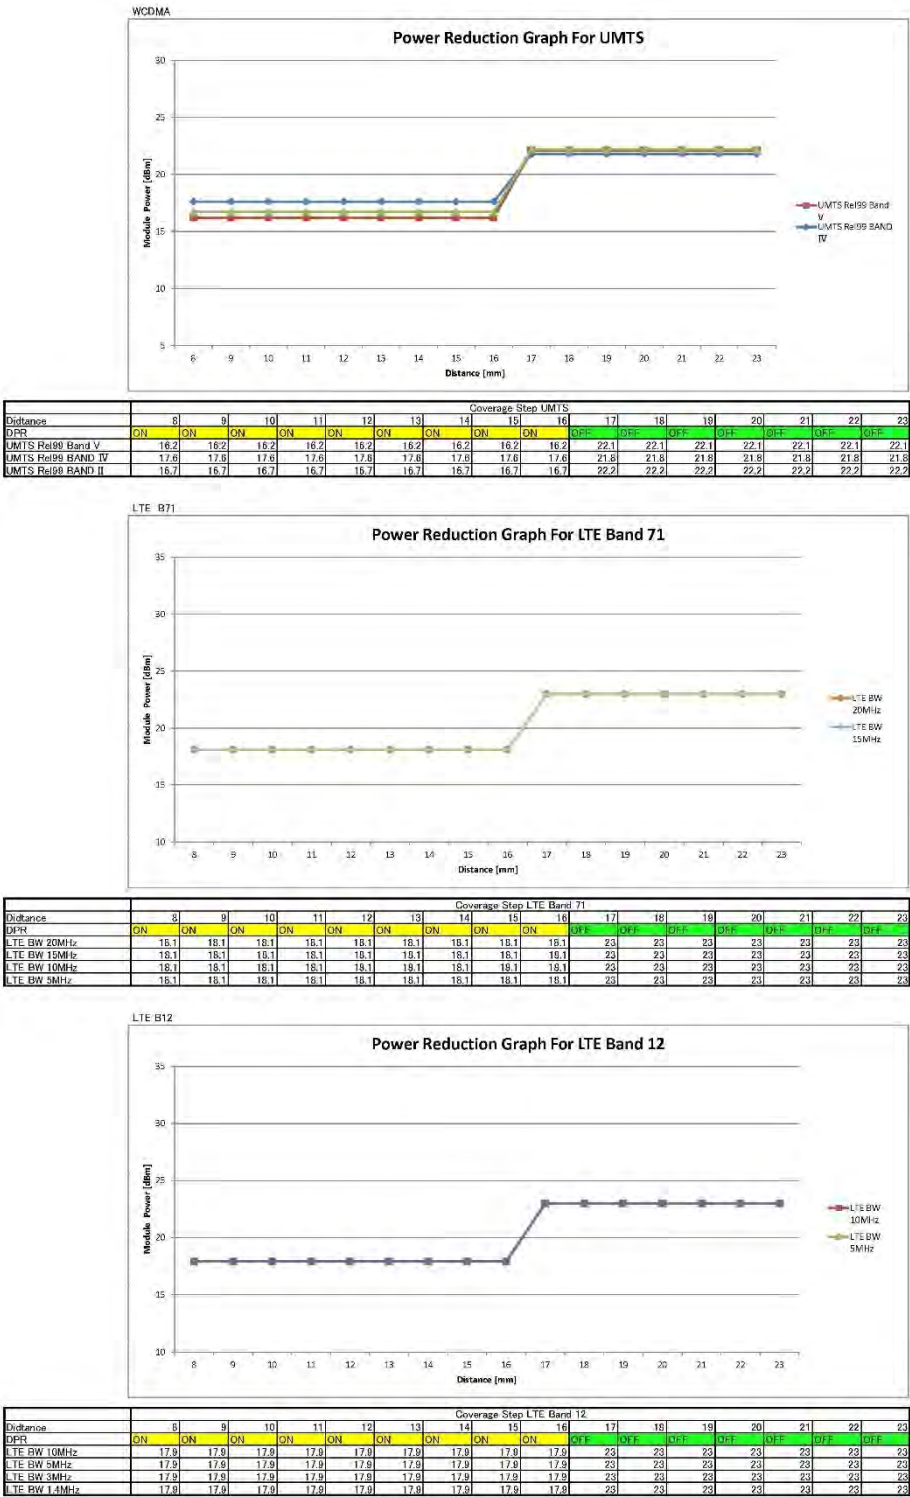 WCDMA
Power Reduction Graph For UMTS
30
25
20
15
10
5
Module Power [dBm]
8 9 10 11 12 13 14 15 16 17 18 19 20 21 22 23
Distance [mm]
UMTS Rel99 Band
V
UMTS Rel99 BAND
IV
Coverage Step UMTS
Didtance 8 9 10 11 12 13 14 15 16 17 18 19 20 21 22 23
DPR ON ON ON ON ON ON ON ON ON OFF OFF OFF OFF OFF OFF OFF
UMTS Rel99 Band V 16.2 16.2 16.2 16.2 16.2 16.2 16.2 16.2 16.2 22.1 22.1 22.1 22.1 22.1 22.1 22.1
UMTS Rel99 BAND IV 17.6 17.6 17.6 17.6 17.6 17.6 17.6 17.6 17.6 21.8 21.8 21.8 21.8 21.8 21.8 21.8
UMTS Rel99 BAND II 16.7 16.7 16.7 16.7 16.7 16.7 16.7 16.7 16.7 22.2 22.2 22.2 22.2 22.2 22.2 22.2
LTE B71
Power Reduction Graph For LTE Band 71
35
30
25
20
15
10
Module Power [dBm]
8 9 10 11 12 13 14 15 16 17 18 19 20 21 22 23
Distance [mm]
LTE BW
20MHz
LTE BW
15MHz
Coverage Step LTE Band 71
Didtance 8 9 10 11 12 13 14 15 16 17 18 19 20 21 22 23
DPR ON ON ON ON ON ON ON ON ON OFF OFF OFF OFF OFF OFF OFF
LTE BW 20MHz 18.1 18.1 18.1 18.1 18.1 18.1 18.1 18.1 18.1 23 23 23 23 23 23 23
LTE BW 15MHz 18.1 18.1 18.1 18.1 18.1 18.1 18.1 18.1 18.1 23 23 23 23 23 23 23
LTE BW 10MHz 18.1 18.1 18.1 18.1 18.1 18.1 18.1 18.1 18.1 23 23 23 23 23 23 23
LTE BW 5MHz 18.1 18.1 18.1 18.1 18.1 18.1 18.1 18.1 18.1 23 23 23 23 23 23 23
LTE B12
Power Reduction Graph For LTE Band 12
35
30
25
20
15
10
Module Power [dBm]
8 9 10 11 12 13 14 15 16 17 18 19 20 21 22 23
Distance [mm]
LTE BW
10MHz
LTE BW
5MHz
Coverage Step LTE Band 12
Didtance 8 9 10 11 12 13 14 15 16 17 18 19 20 21 22 23
DPR ON ON ON ON ON ON ON ON ON OFF OFF OFF OFF OFF OFF OFF
LTE BW 10MHz 17.9 17.9 17.9 17.9 17.9 17.9 17.9 17.9 17.9 23 23 23 23 23 23 23
LTE BW 5MHz 17.9 17.9 17.9 17.9 17.9 17.9 17.9 17.9 17.9 23 23 23 23 23 23 23
LTE BW 3MHz 17.9 17.9 17.9 17.9 17.9 17.9 17.9 17.9 17.9 23 23 23 23 23 23 23
LTE BW 1.4MHz 17.9 17.9 17.9 17.9 17.9 17.9 17.9 17.9 17.9 23 23 23 23 23 23 23